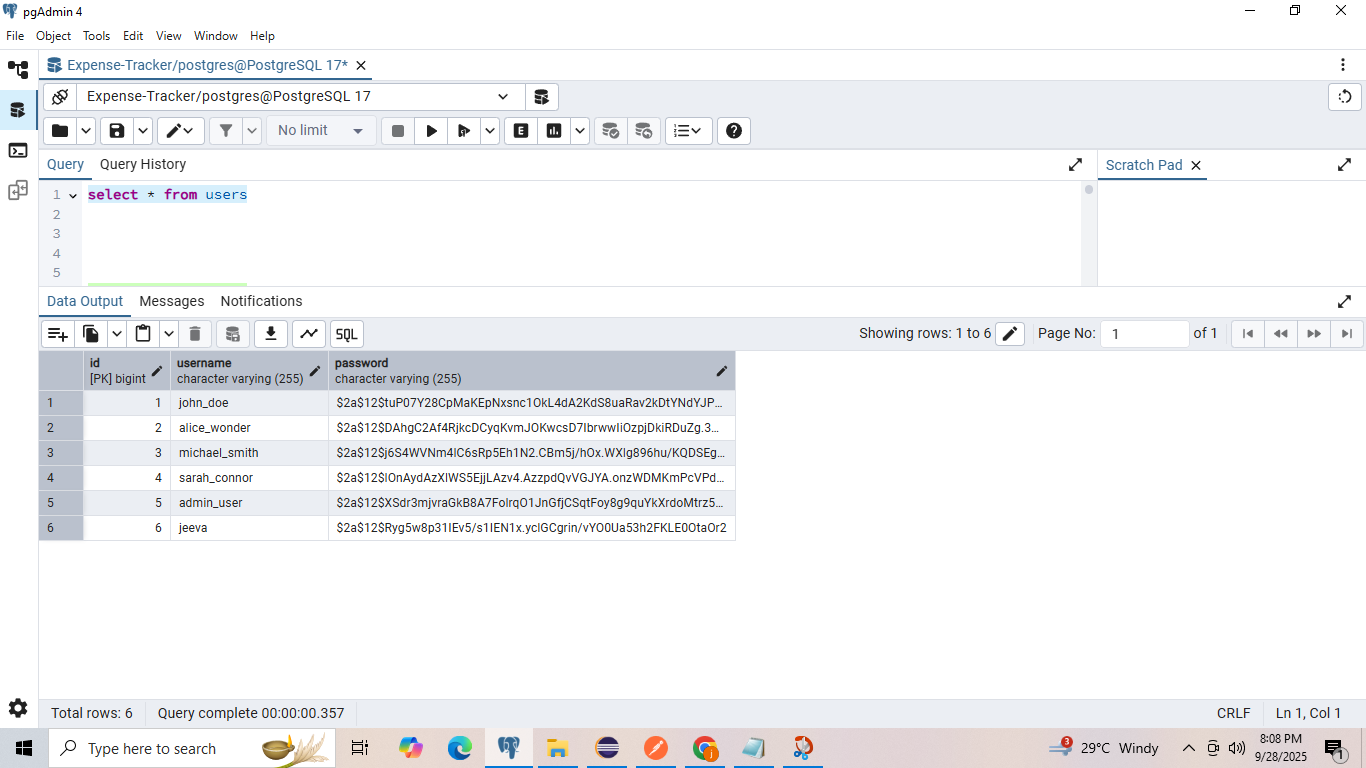 pgAdmin 4
File Object Tools Edit View Window Help
Expense-Tracker/postgres@PostgreSQL 17*
Expense-Tracker/postgres@PostgreSQL 17
No limit
E
Query Query History
Scratch Pad
1 select * from users
2
3
4
5
Data Output Messages Notifications
SQL
Showing rows: 1 to 6
Page No: 1 of 1
id
[PK] bigint
username
character varying (255)
password
character varying (255)
1 1 john_doe $2a$12$tuP07Y28CpMaKEpNxsnc1OkL4dA2KdS8uaRav2kDtYNdYJP...
2 2 alice_wonder $2a$12$DAhgC2Af4RjkcDCyqKvmJOKwcsD7IbrwwIiOzpjDkiRDuZg.3...
3 3 michael_smith $2a$12$j6S4WVNm4lC6sRp5Eh1N2.CBm5j/hOx.WXIg896hu/KQDSEg...
4 4 sarah_connor $2a$12$IOnAydAzXIWS5EjjLAzv4.AzzpdQvVGJYA.onzWDMKmPcVPd...
5 5 admin_user $2a$12$XSdr3mjvraGkB8A7FolrqO1JnGfjCSqtFoy8g9quYkXrdoMtrz5...
6 6 jeeva $2a$12$Ryg5w8p31IEv5/s1IEN1x.yclGCgrin/vYO0Ua53h2FKLE0OtaOr2
Total rows: 6
Query complete 00:00:00.357
CRLF
Ln 1, Col 1
Type here to search
3
29°C Windy
8:08 PM
9/28/2025
1